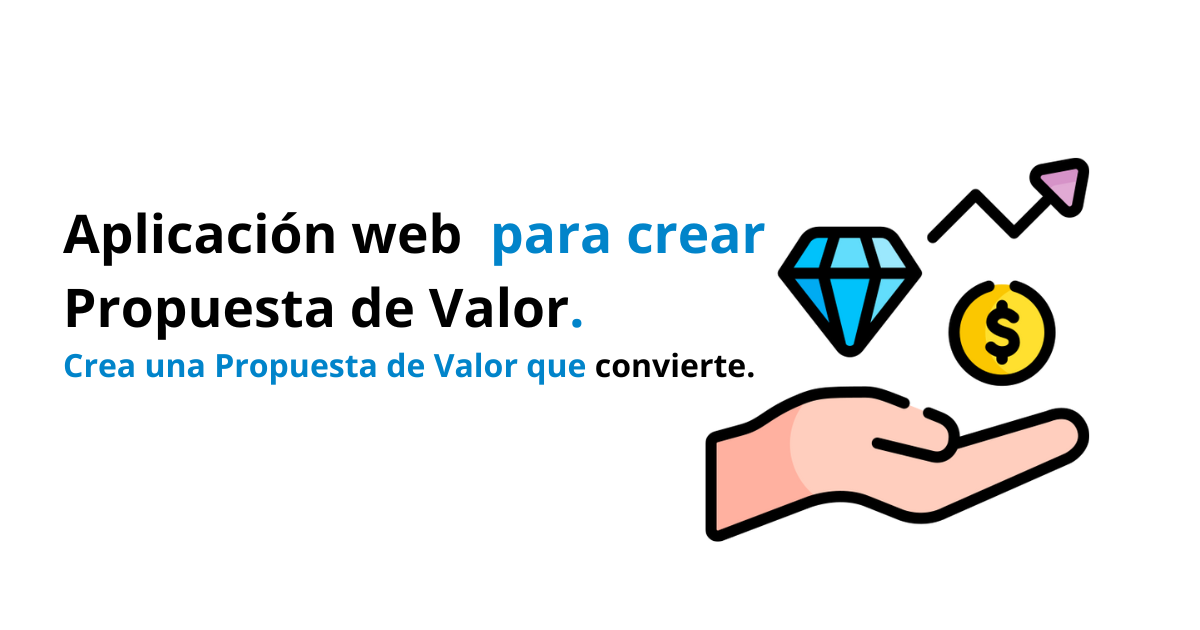 Aplicación web para crear
Propuesta de Valor.
Crea una Propuesta de Valor que convierte.
$